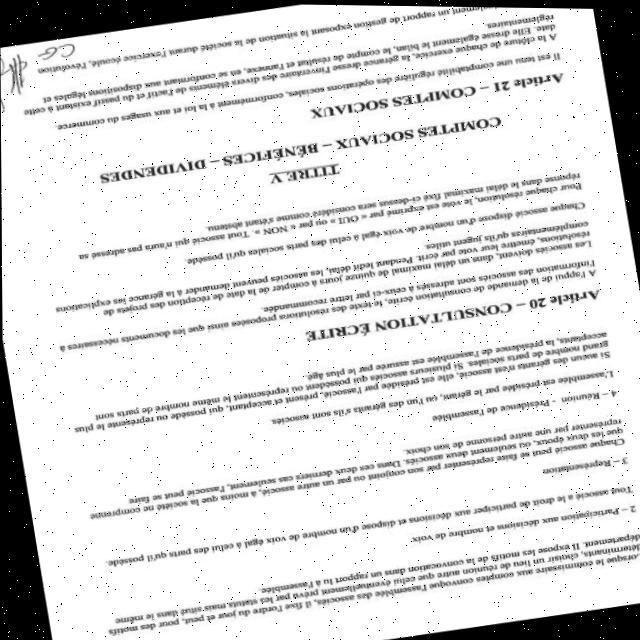 orsque le commissaire aux comptes convoque l'assemblée des associés, il fixe l'ordre du jour et peut, pour des motifs
déterminants, choisir un lieu de réunion autre que celui éventuellement prévu par les statuts, mais situé dans le même
département. Il expose les motifs de la convocation dans un rapport lu à l'assemblée.
2 – Participation aux décisions et nombre de voix.
Tout associé a le droit de participer aux décisions et dispose d'un nombre de voix égal à celui des parts qu'il possède.
3 – Représentation
Chaque associé peut se faire représenter par son conjoint ou par un autre associé, à moins que la société ne comprenne
que les deux époux, ou seulement deux associés. Dans ces deux derniers cas seulement, l'associé peut se faire
représenter par une autre personne de son choix.
4 – Réunion - Présidence de l'assemblée
L'assemblée est présidée par le gérant, ou l'un des gérants s'ils sont associés.
Si aucun des gérants n'est associé, elle est présidée par l'associé, présent et acceptant, qui possède ou représente le plus
grand nombre de parts sociales. Si plusieurs associés qui possèdent ou représentent le même nombre de parts sont
acceptants, la présidence de l'assemblée est assurée par le plus âgé.
Article 20 – CONSULTATION ÉCRITE
A l'appui de la demande de consultation écrite, le texte des résolutions proposées ainsi que les documents nécessaires à
l'information des associés sont adressés à ceux-ci par lettre recommandée.
Les associés doivent, dans un délai maximal de quinze jours à compter de la date de réception des projets de
résolutions, émettre leur vote par écrit. Pendant ledit délai, les associés peuvent demander à la gérance les explications
complémentaires qu'ils jugent utiles.
Chaque associé dispose d'un nombre de voix égal à celui des parts sociales qu'il possède.
Pour chaque résolution, le vote est exprimé par « OUI » ou par « NON ». Tout associé qui n'aura pas adressé sa
réponse dans le délai maximal fixé ci-dessus sera considéré comme s'étant abstenu.
TITRE V
COMPTES SOCIAUX – BÉNÉFICES – DIVIDENDES
Article 21 – COMPTES SOCIAUX
Il est tenu une comptabilité régulière des opérations sociales, conformément à la loi et aux usages du commerce.
A la clôture de chaque exercice, la gérance dresse l'inventaire des divers éléments de l'actif et du passif existant à cette
date. Elle dresse également le bilan, le compte de résultat et l'annexe, en se conformant aux dispositions légales et
réglementaires.
un rapport de gestion exposant la situation de la société durant l'exercice écoulé, l'évolution
CG